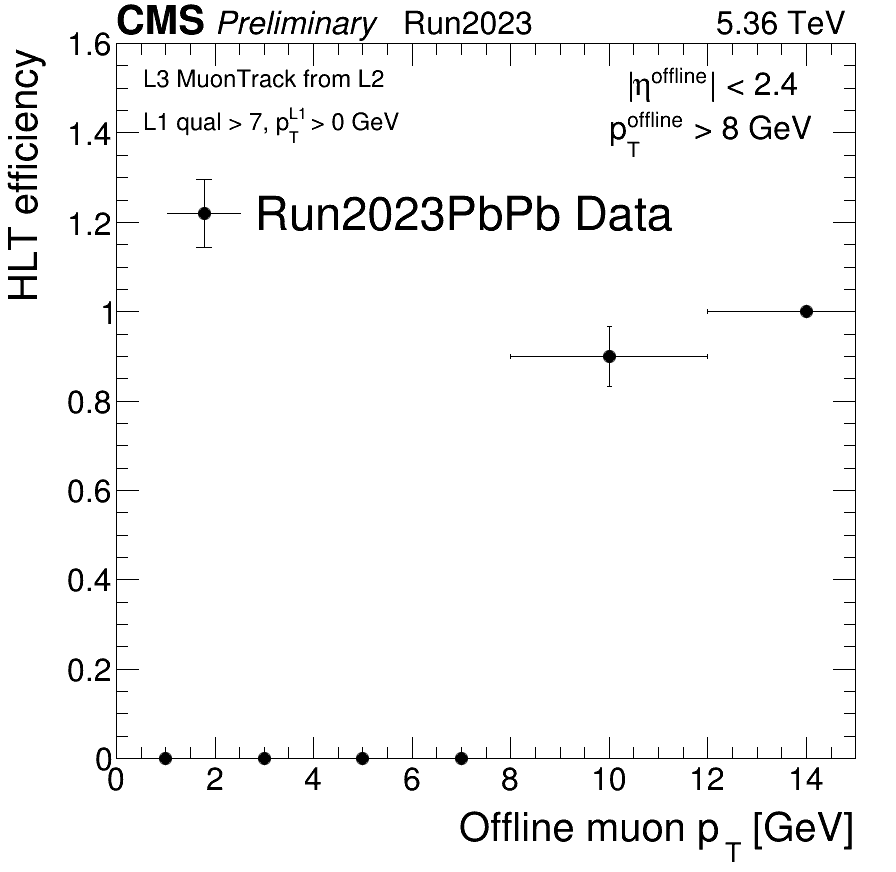 CMS Preliminary Run2023 5.36 TeV
L3 MuonTrack from L2
|η^offline| < 2.4
L1 qual > 7, p_T^L1 > 0 GeV
p_T^offline > 8 GeV
Run2023PbPb Data
HLT efficiency
1.6
1.4
1.2
1
0.8
0.6
0.4
0.2
0
0 2 4 6 8 10 12 14
Offline muon p_T [GeV]